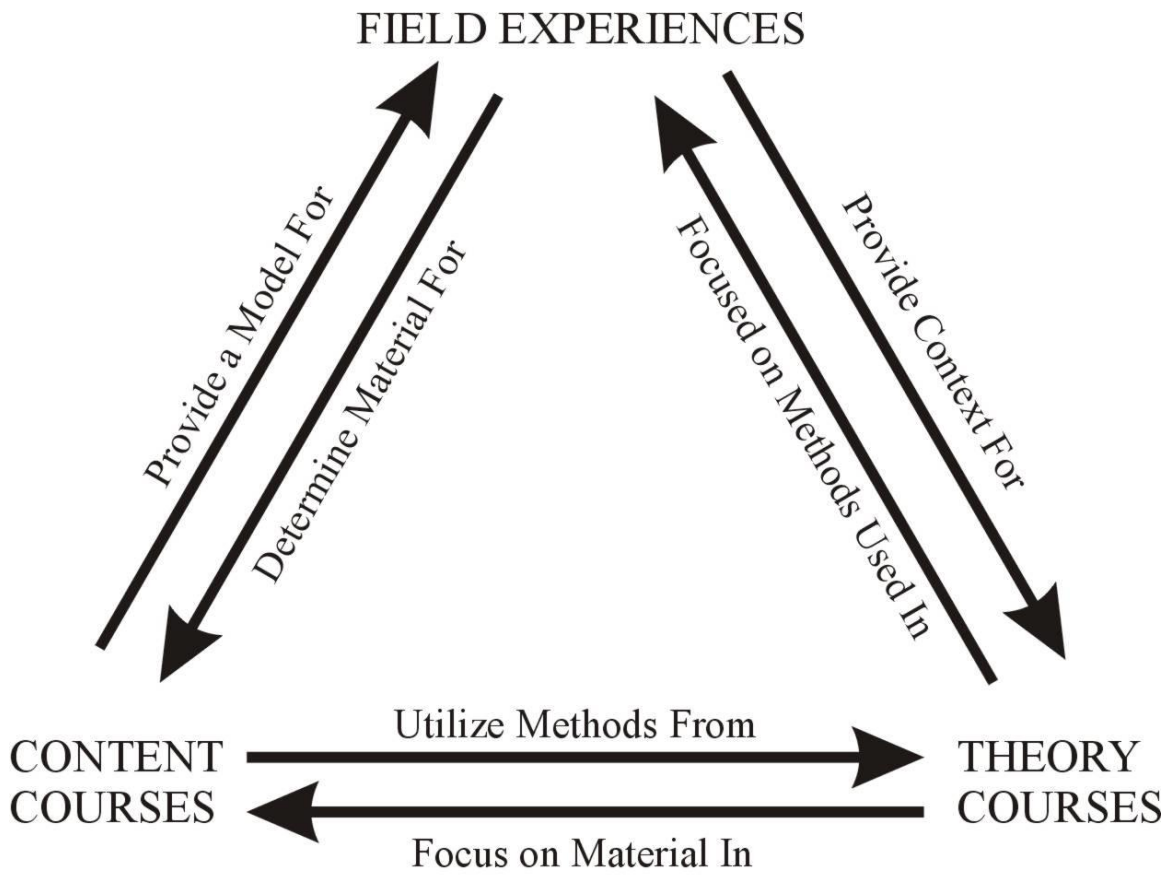 FIELD EXPERIENCES
Provide a Model For
Determine Material For
Focused on Methods Used In
Provide Context For
Utilize Methods From
CONTENT
COURSES
THEORY
COURSES
Focus on Material In